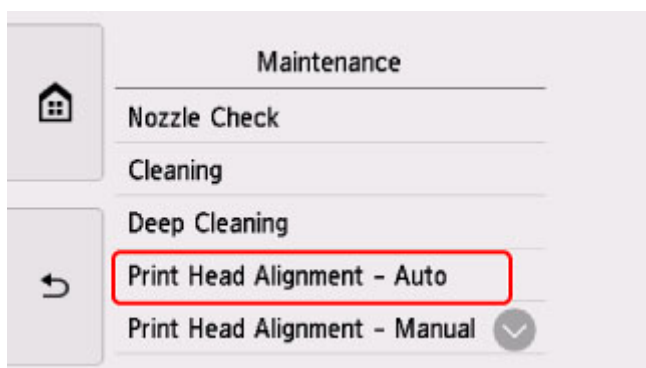 Maintenance
Nozzle Check
Cleaning
Deep Cleaning
Print Head Alignment – Auto
Print Head Alignment – Manual